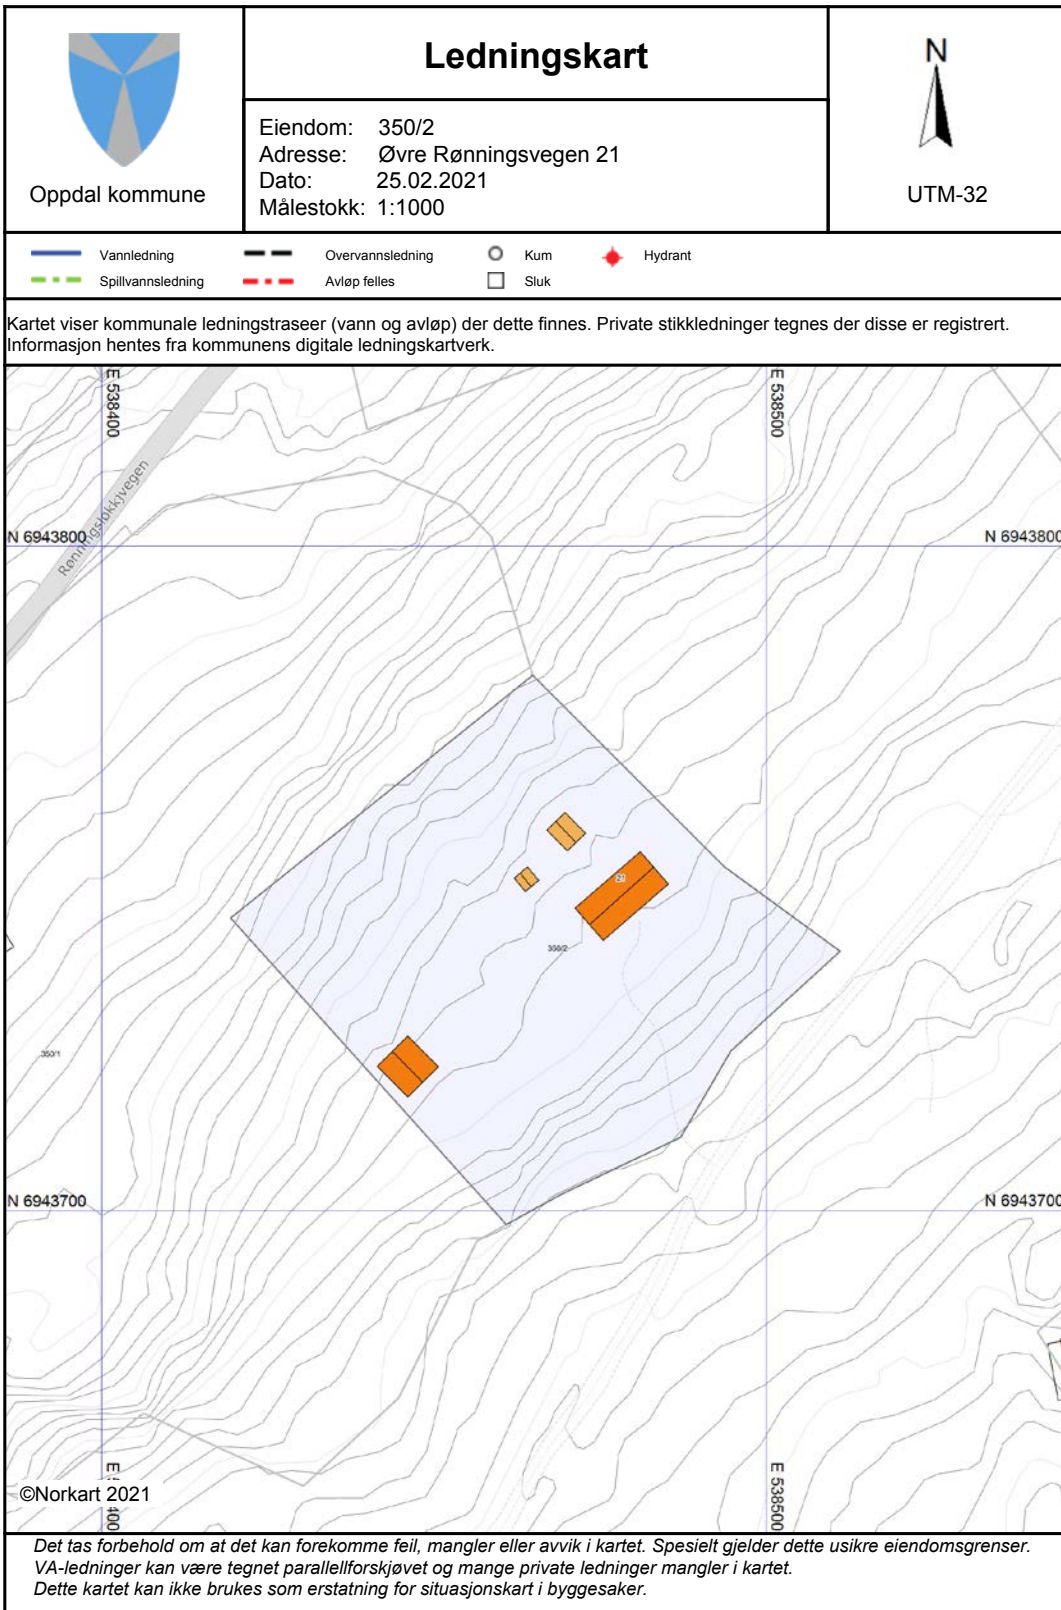 Ledningskart
Oppdal kommune
Eiendom: 350/2
Adresse: Øvre Rønningsvegen 21
Dato: 25.02.2021
Målestokk: 1:1000
N
UTM-32
Vannledning
Overvannsledning
Kum
Hydrant
Spillvannsledning
Avløp felles
Sluk
Kartet viser kommunale ledningstraseer (vann og avløp) der dette finnes. Private stikkledninger tegnes der disse er registrert.
Informasjon hentes fra kommunens digitale ledningskartverk.
E 538400
E 538500
Rønningsløkkjvegen
N 6943800
N 6943800
21
350/2
350/1
N 6943700
N 6943700
E 538500
©Norkart 2021
Det tas forbehold om at det kan forekomme feil, mangler eller avvik i kartet. Spesielt gjelder dette usikre eiendomsgrenser.
VA-ledninger kan være tegnet parallellforskjøvet og mange private ledninger mangler i kartet.
Dette kartet kan ikke brukes som erstatning for situasjonskart i byggesaker.